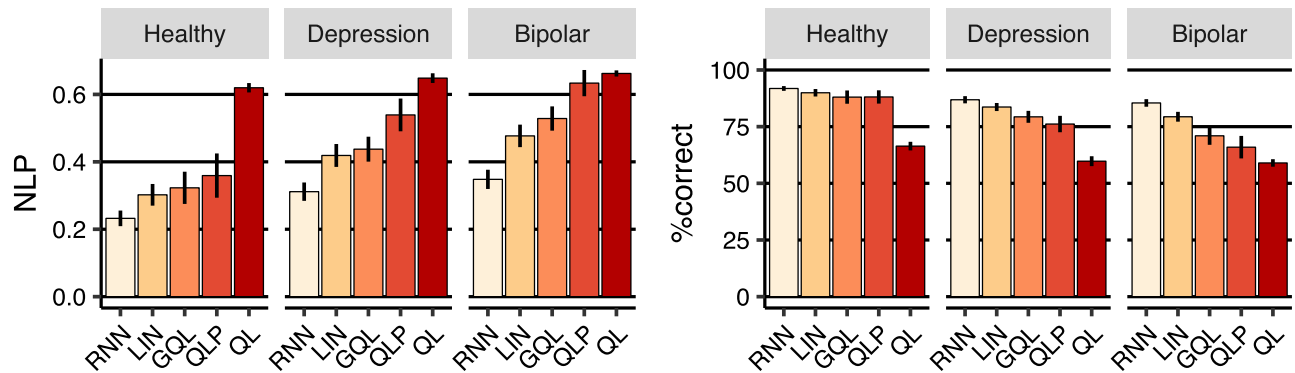 Healthy Depression Bipolar
NLP
0.6
0.4
0.2
0.0
RNN LIN GQL QLP QL RNN LIN GQL QLP QL RNN LIN GQL QLP QL
Healthy Depression Bipolar
%correct
100
75
50
25
0
RNN LIN GQL QLP QL RNN LIN GQL QLP QL RNN LIN GQL QLP QL